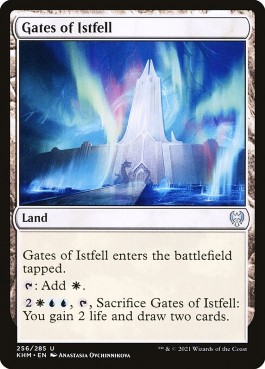 Gates of Istfell
Land
Gates of Istfell enters the battlefield
tapped.
: Add .
2 , , Sacrifice Gates of Istfell:
You gain 2 life and draw two cards.
256/285 U
KHM • EN ANASTASIA OVCHINNIKOVA
™ & © 2021 Wizards of the Coast